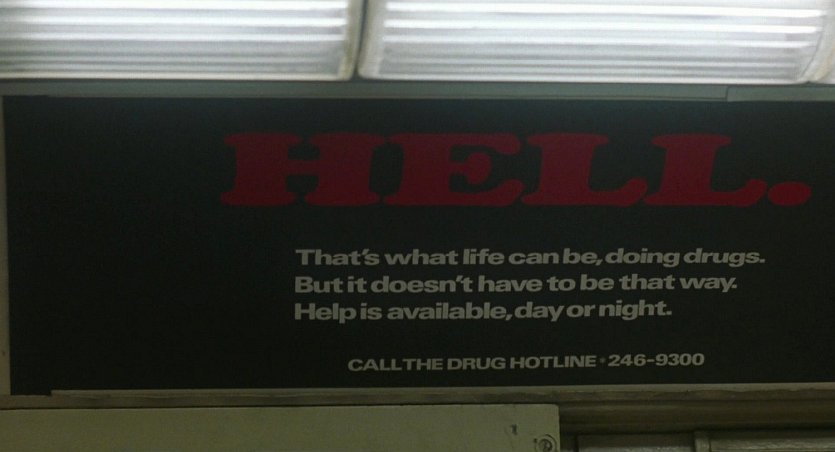 HELL.
That's what life can be, doing drugs.
But it doesn't have to be that way.
Help is available, day or night.
CALL THE DRUG HOTLINE • 246-9300